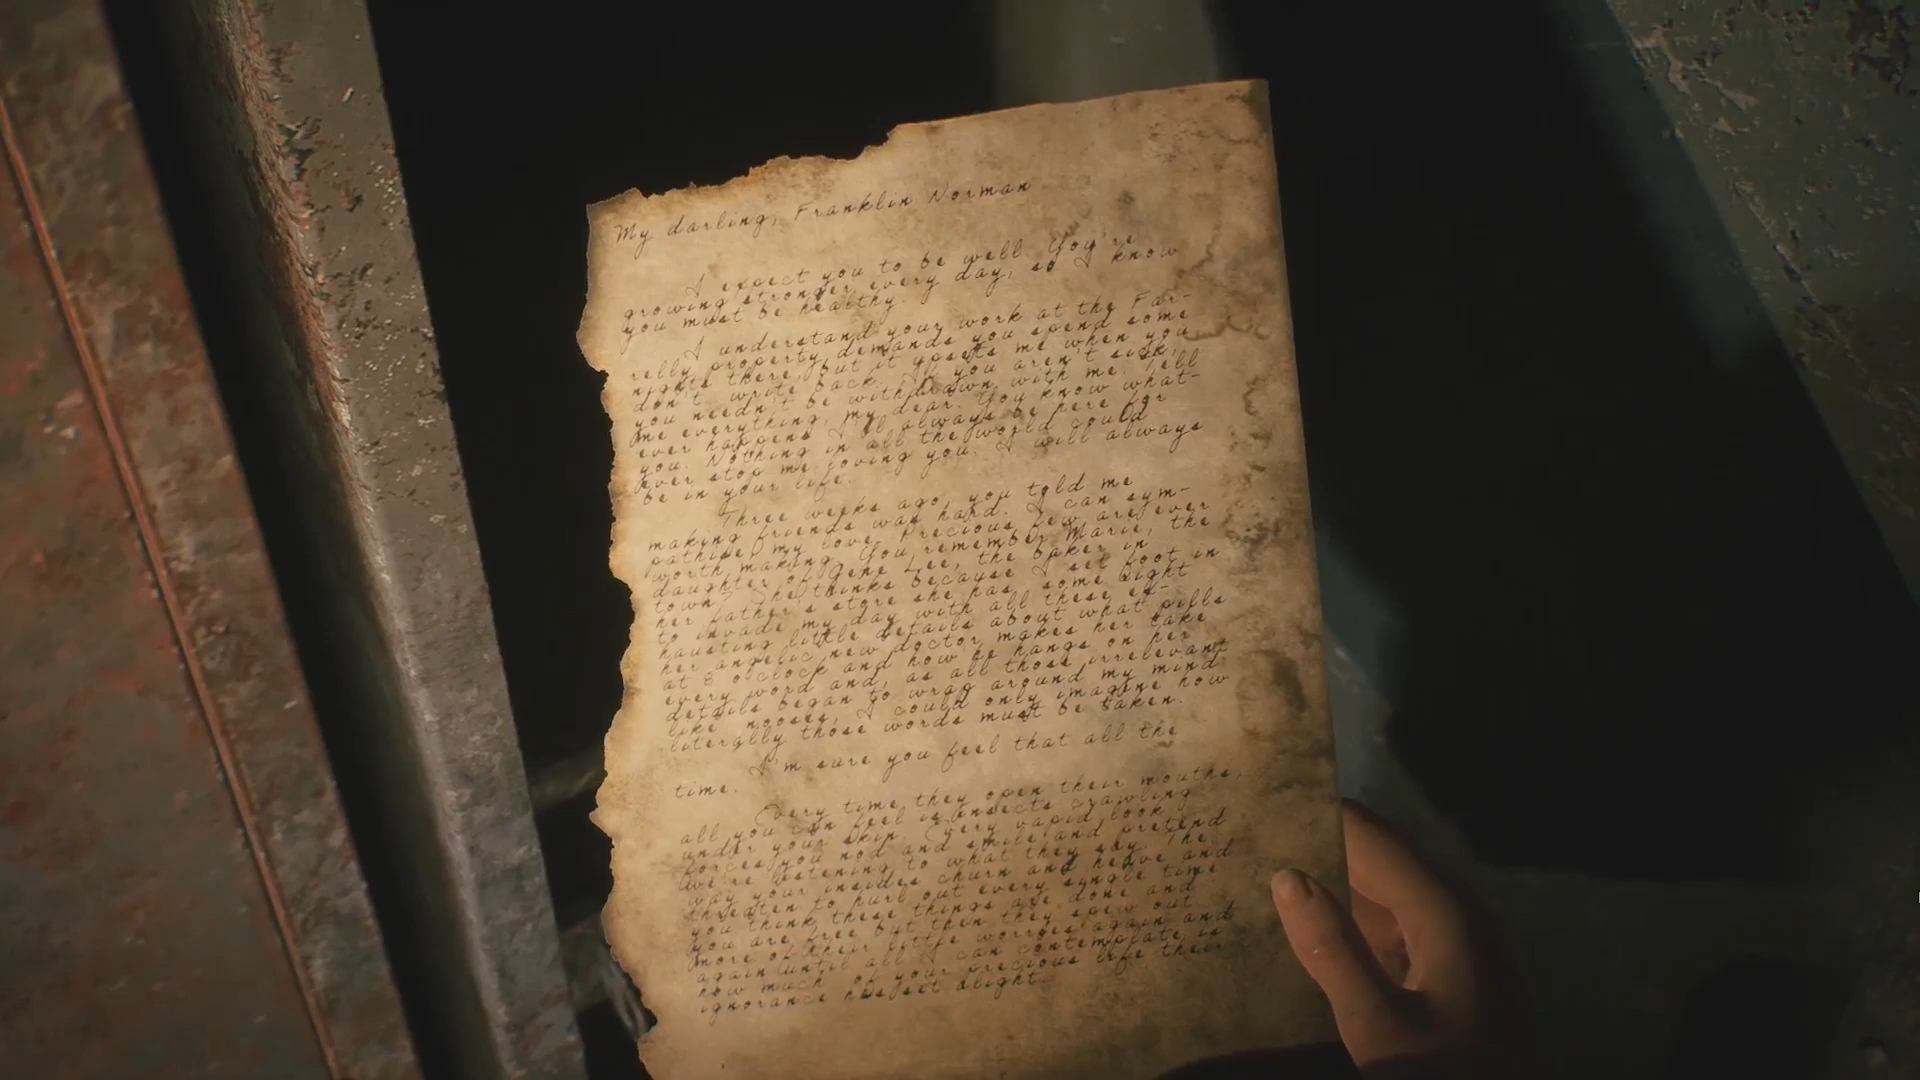 My darling, Franklin Norman
I expect you to be well. You're
growing stronger every day, so I know
you must be healthy.
I understand your work at the Far-
relly property demands you spend some
nights there, but it upsets me when you
don't write back. If you aren't sick,
you needn't be withdrawn with me. Tell
me everything, my dear. You know what-
ever happens I'll always be here for
you. Nothing in all the world could
ever stop me loving you. I will always
be in your life.
Three weeks ago, you told me
making friends was hard. I can sym-
pathise, my love. Precious few are ever
worth making. You remember Marie, the
daughter of Gene Lee, the baker in
town? She thinks because I set foot in
her father's store she has some right
to invade my day with all these ex-
hausting little details about what pills
her angelic new doctor makes her take
at 8 o'clock and how he hangs on her
every word and, as all those irrelevant
details began to wrap around my mind
like nooses, I could only imagine how
literally those words must be taken.
I'm sure you feel that all the
time.
Every time they open their mouths,
all you can feel is insects crawling
under your skin. Every vapid look
forces you nod and smile and pretend
we're listening to what they say. The
way your insides churn and heave and
threaten to hurl out every single time
you think these things are done and
you are free but then they spew out
more of their little worries again and
again until all I can contemplate is
how much of your precious life their
ignorance has set alight.